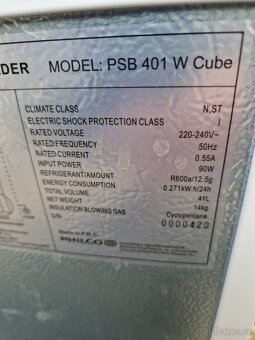 DER MODEL: PSB 401 W Cube
CLIMATE CLASS N,ST
ELECTRIC SHOCK PROTECTION CLASS I
RATED VOLTAGE 220-240V~
RATED FREQUENCY 50Hz
RATED CURRENT 0.55A
INPUT POWER 90W
REFRIGERANT/AMOUNT R600a/12.5g
ENERGY CONSUMPTION 0.271kW.h/24h
TOTAL VOLUME 41L
NET WEIGHT 14kg
INSULATION BLOWING GAS Cyclopentane
S/N 0000420
Made in P.R.C
PHILCO